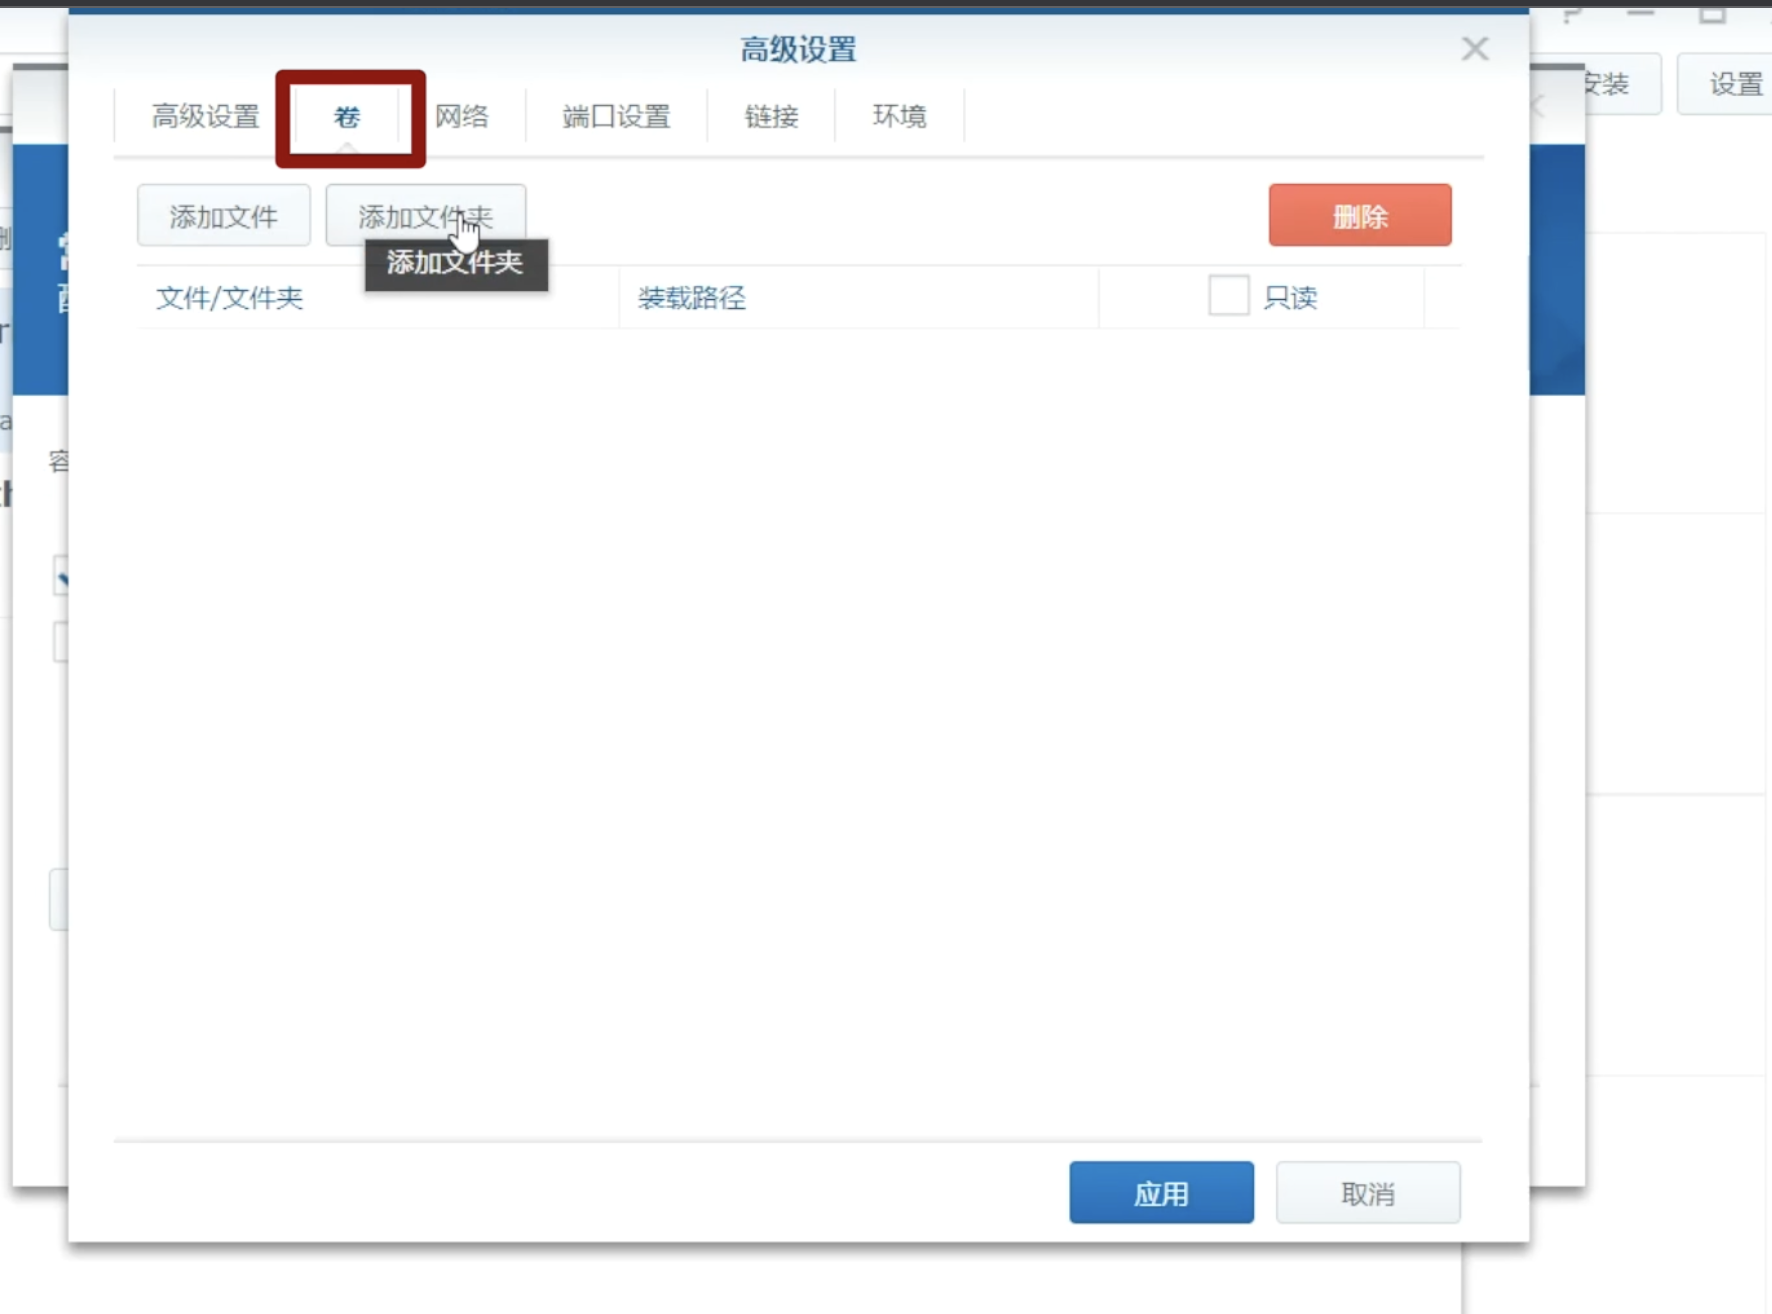 高级设置
安装
设置
高级设置 卷 网络 端口设置 链接 环境
添加文件 添加文件夹 删除
添加文件夹
文件/文件夹 装载路径 只读
容
应用 取消